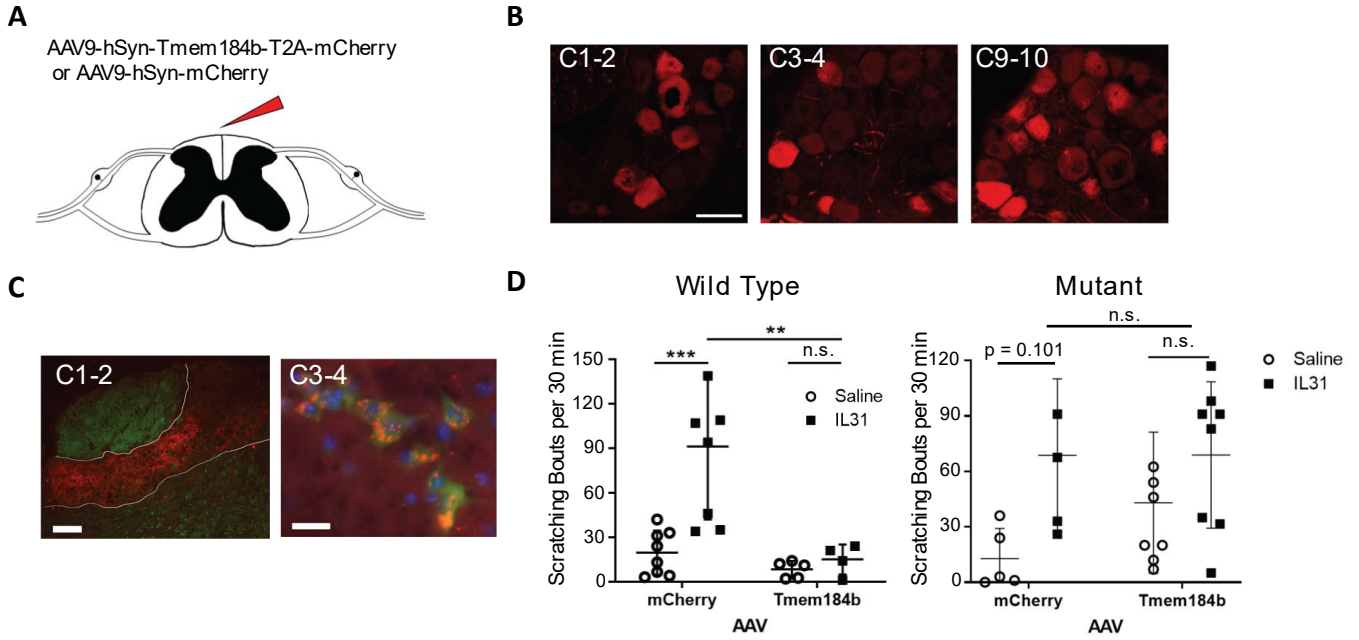 A
AAV9-hSyn-Tmem184b-T2A-mCherry
or AAV9-hSyn-mCherry
B
C1-2
C3-4
C9-10
C
C1-2
C3-4
D
Wild Type
Scratching Bouts per 30 min
150
120
90
60
30
0
***
**
n.s.
Saline
IL31
mCherry
Tmem184b
AAV
Mutant
Scratching Bouts per 30 min
120
90
60
30
0
p = 0.101
n.s.
n.s.
Saline
IL31
mCherry
Tmem184b
AAV